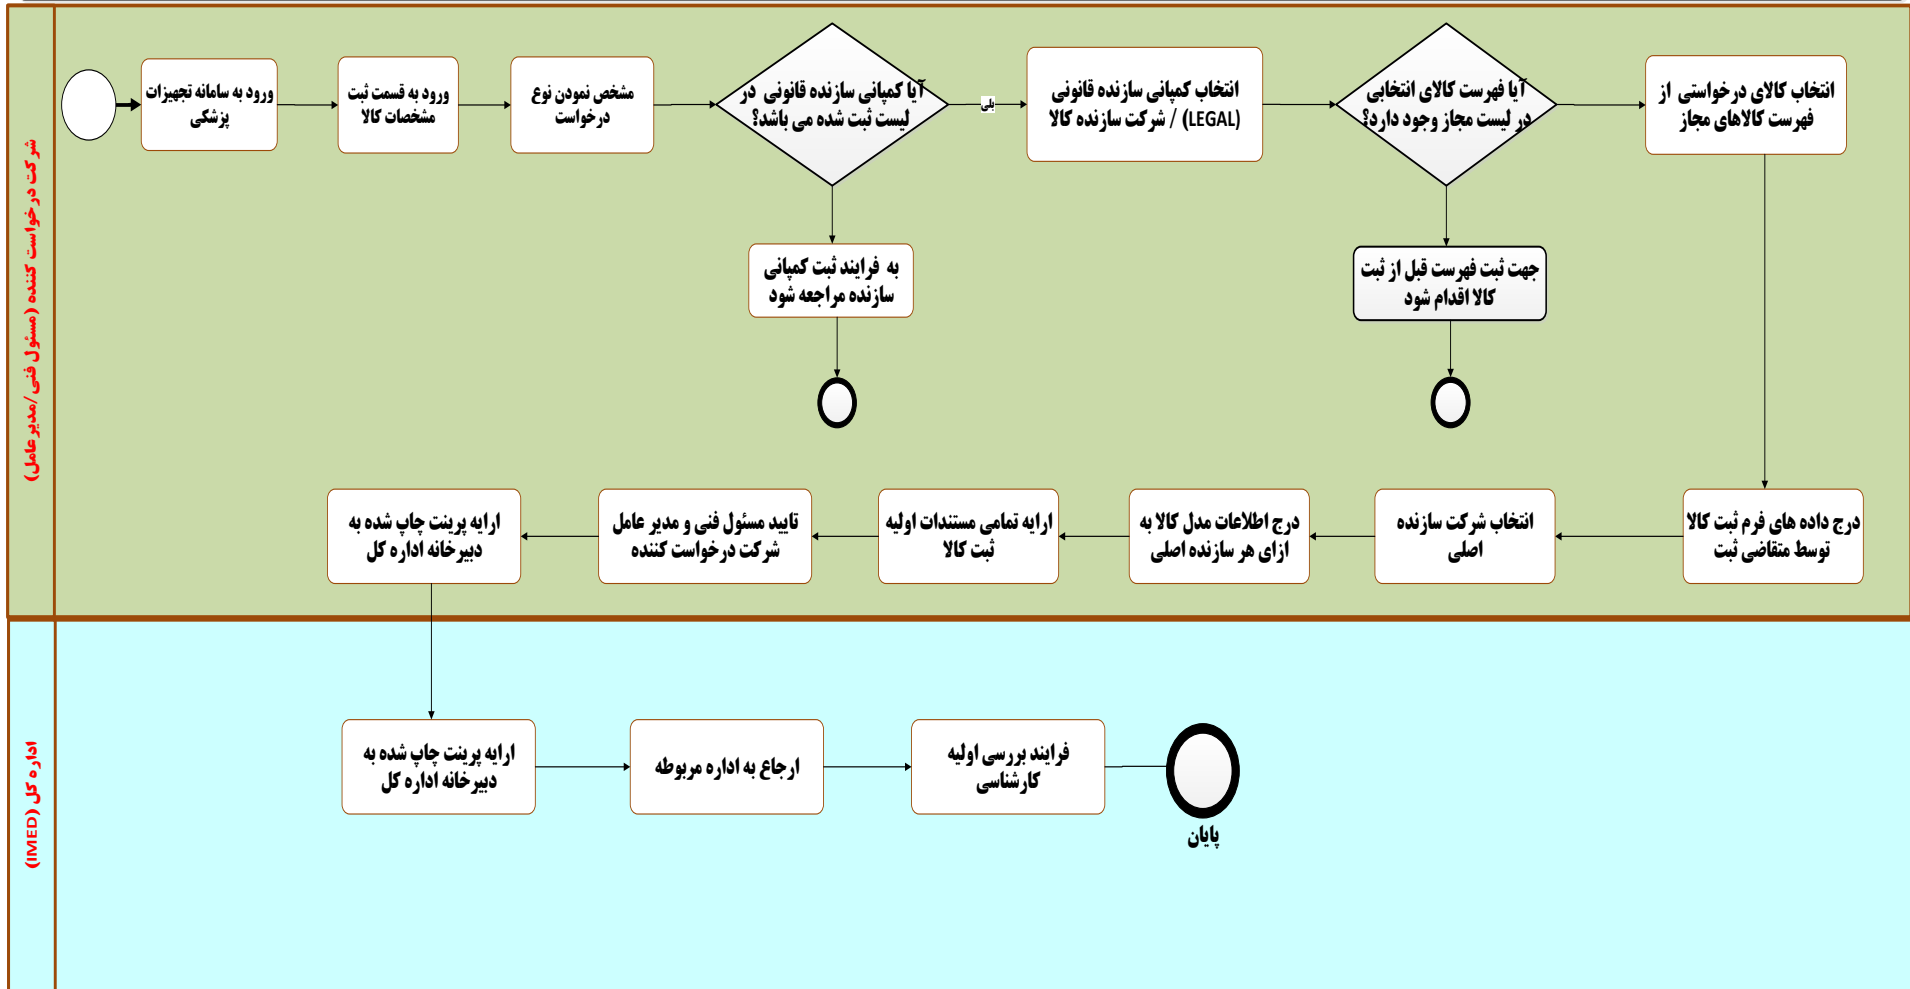 شرکت درخواست کننده (مسئول فنی /مدیرعامل)
ورود به سامانه تجهیزات
پزشکی
ورود به قسمت ثبت
مشخصات کالا
مشخص نمودن نوع
درخواست
آیا کمپانی سازنده قانونی در
لیست ثبت شده می باشد؟
بلی
انتخاب کمپانی سازنده قانونی
(LEGAL) / شرکت سازنده کالا
آیا فهرست کالای انتخابی
در لیست مجاز وجود دارد؟
انتخاب کالای درخواستی از
فهرست کالاهای مجاز
به فرایند ثبت کمپانی
سازنده مراجعه شود
جهت ثبت فهرست قبل از ثبت
کالا اقدام شود
درج داده های فرم ثبت کالا
توسط متقاضی ثبت
انتخاب شرکت سازنده
اصلی
درج اطلاعات مدل کالا به
ازای هر سازنده اصلی
ارایه تمامی مستندات اولیه
ثبت کالا
تایید مسئول فنی و مدیر عامل
شرکت درخواست کننده
ارایه پرینت چاپ شده به
دبیرخانه اداره کل
اداره کل (IMED)
ارایه پرینت چاپ شده به
دبیرخانه اداره کل
ارجاع به اداره مربوطه
فرایند بررسی اولیه
کارشناسی
پایان